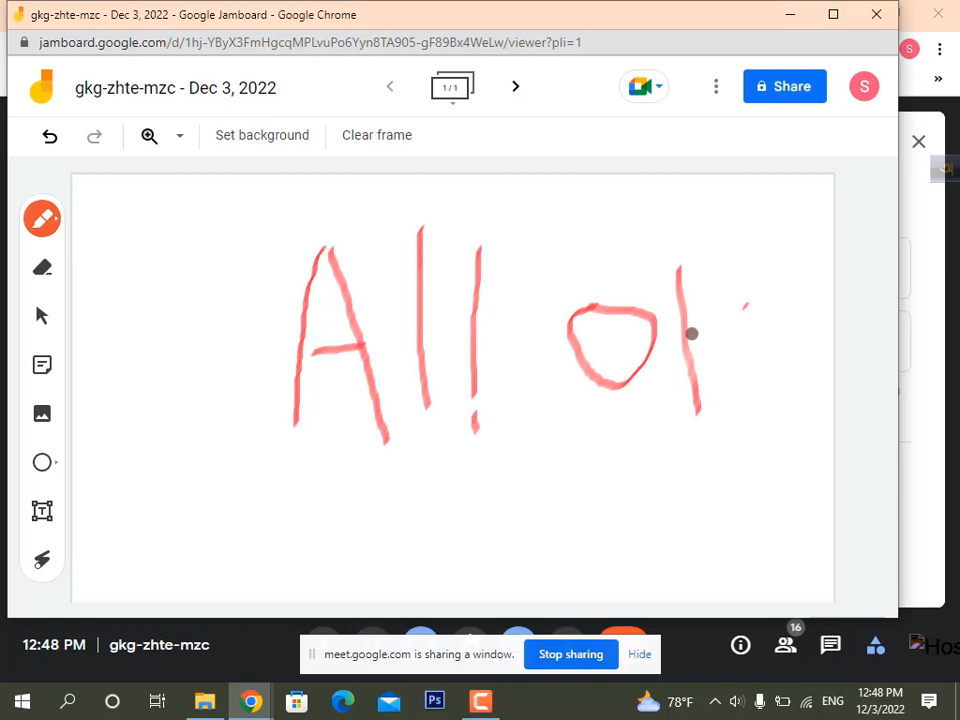 gkg-zhte-mzc - Dec 3, 2022 - Google Jamboard - Google Chrome
jamboard.google.com/d/1hj-YByX3FmHgcqMPLvuPo6Yyn8TA905-gF89Bx4WeLw/viewer?pli=1
S
gkg-zhte-mzc - Dec 3, 2022
1/1
Share
S
Set background
Clear frame
All ol
12:48 PM | gkg-zhte-mzc
16
meet.google.com is sharing a window.
Stop sharing
Hide
Hos
Ps
78°F
ENG
12:48 PM
12/3/2022